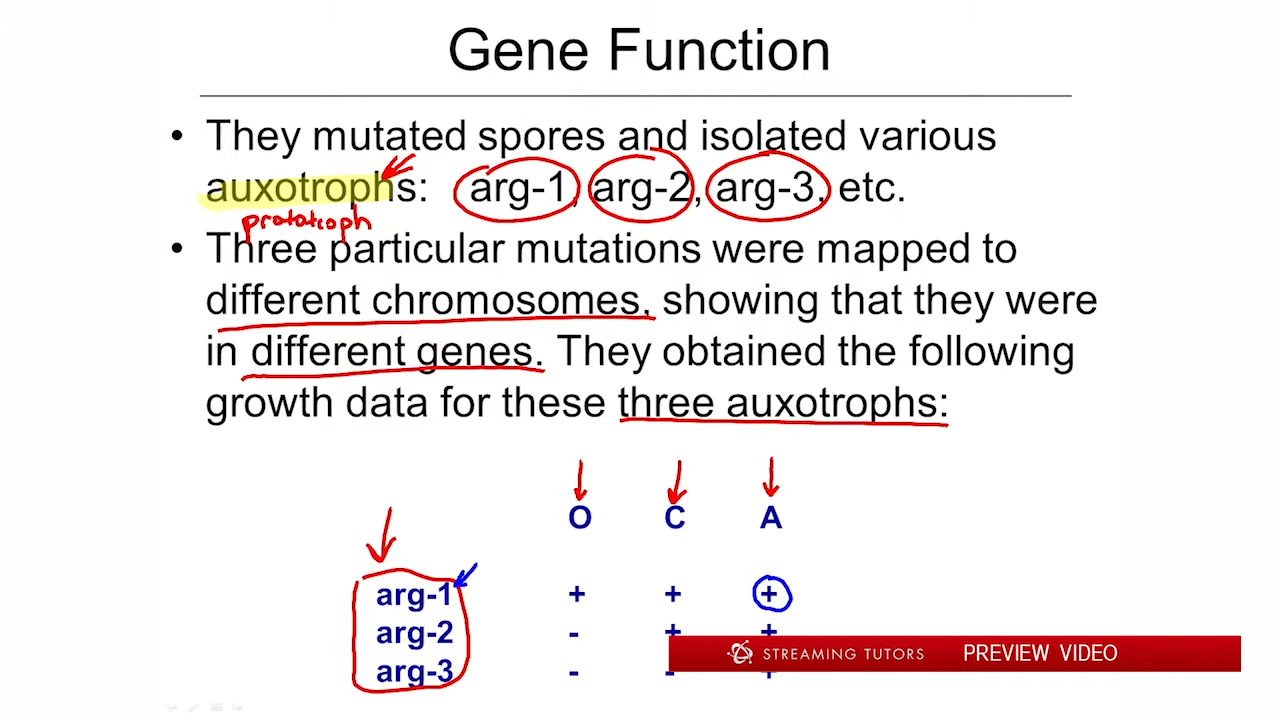 Gene Function
• They mutated spores and isolated various
auxotrophs: arg-1, arg-2, arg-3, etc.
prototroph
• Three particular mutations were mapped to
different chromosomes, showing that they were
in different genes. They obtained the following
growth data for these three auxotrophs:
O C A
arg-1 + + +
arg-2 - + +
STREAMING TUTORS PREVIEW VIDEO
arg-3 - - +